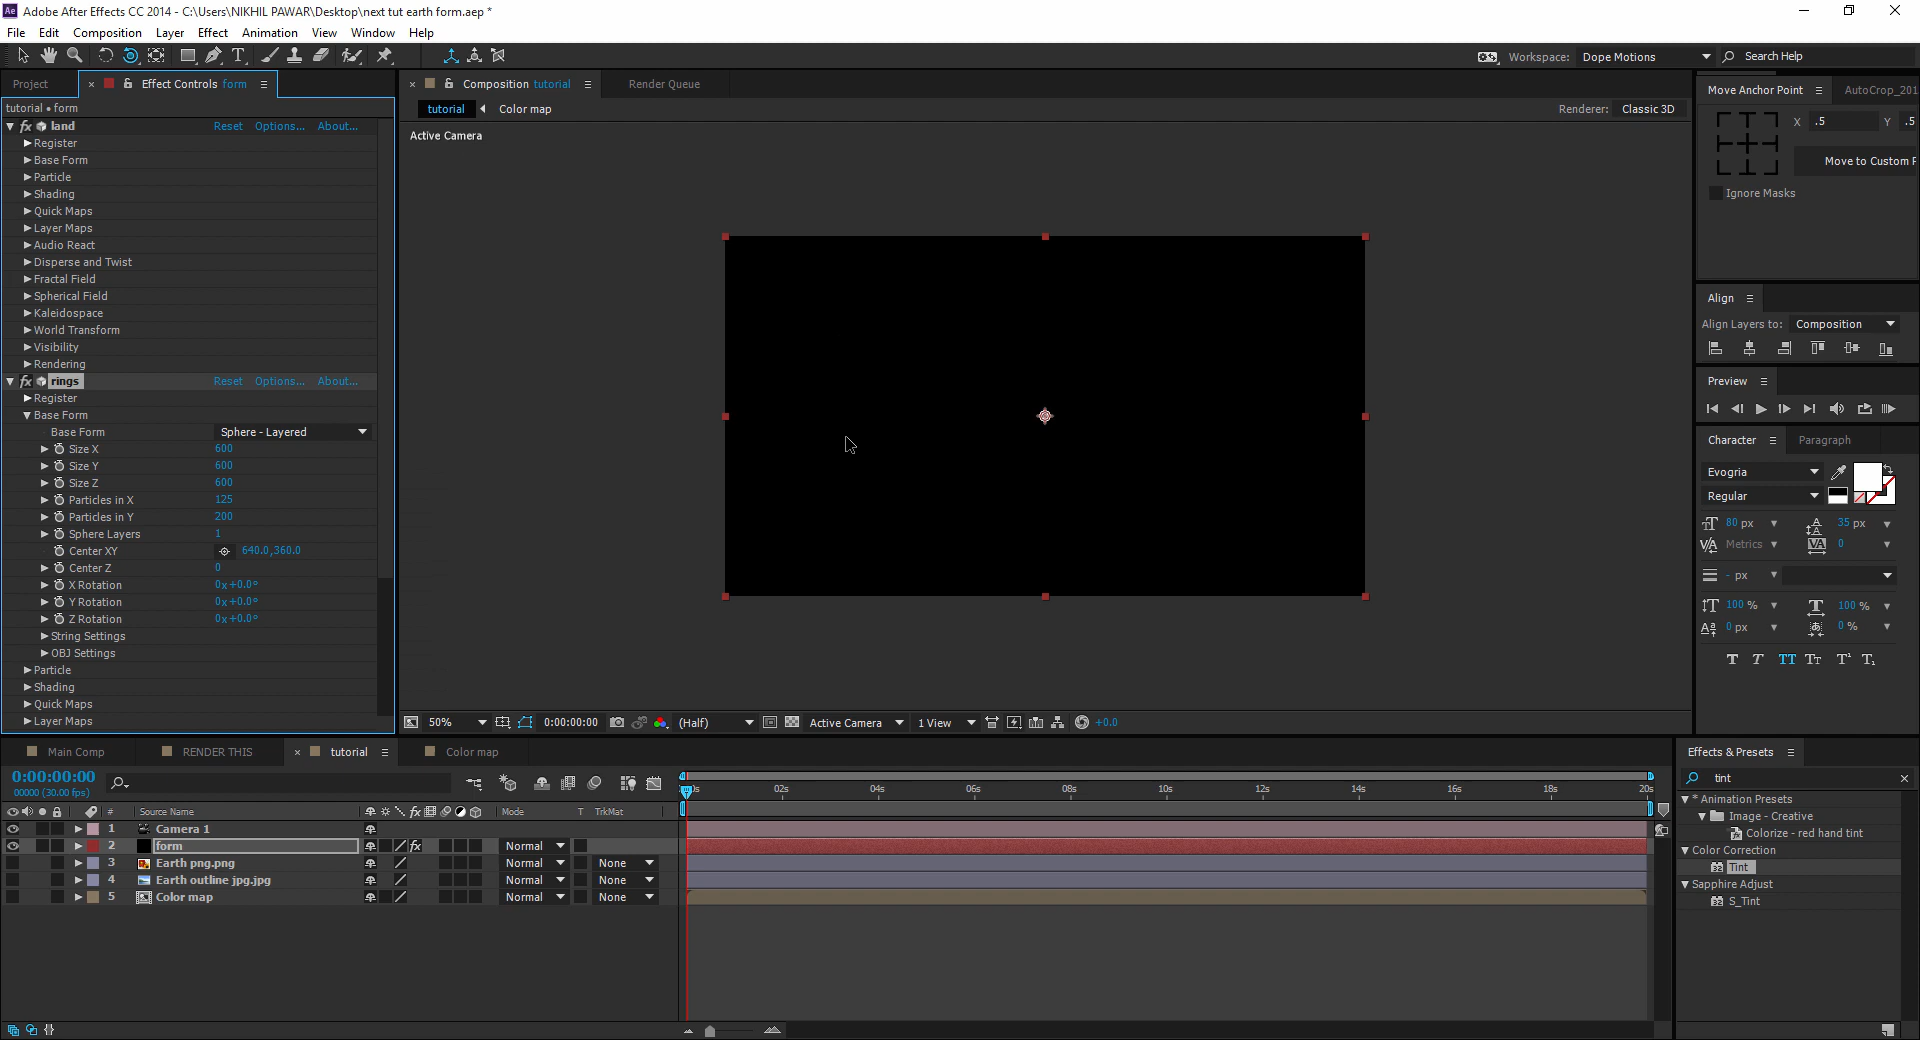 Adobe After Effects CC 2014 - C:\Users\NIKHIL PAWAR\Desktop\next tut earth form.aep *
File Edit Composition Layer Effect Animation View Window Help
Workspace: Dope Motions Search Help
Project Effect Controls form
Composition tutorial
Render Queue
Move Anchor Point
AutoCrop_201
tutorial • form
tutorial Color map
Renderer: Classic 3D
Active Camera
X .5 Y .5
Move to Custom P
Ignore Masks
fx land Reset Options... About...
Register
Base Form
Particle
Shading
Quick Maps
Layer Maps
Audio React
Disperse and Twist
Fractal Field
Spherical Field
Kaleidospace
World Transform
Visibility
Rendering
fx rings Reset Options... About...
Register
Base Form
Base Form Sphere - Layered
Size X 600
Size Y 600
Size Z 600
Particles in X 125
Particles in Y 200
Sphere Layers 1
Center XY 640.0,360.0
Center Z 0
X Rotation 0x+0.0°
Y Rotation 0x+0.0°
Z Rotation 0x+0.0°
String Settings
OBJ Settings
Particle
Shading
Quick Maps
Layer Maps
50% 0:00:00:00 (Half) Active Camera 1 View +0.0
Align
Align Layers to: Composition
Preview
Character Paragraph
Evogria
Regular
80 px 35 px
Metrics 0
- px
100 % 100 %
0 px 0 %
T T TT Tt T¹ T₁
Main Comp RENDER THIS tutorial Color map
0:00:00:00
00000 (30.00 fps)
# Source Name fx Mode T TrkMat
02s 04s 06s 08s 10s 12s 14s 16s 18s 20s
1 Camera 1
2 form fx Normal
3 Earth png.png Normal None
4 Earth outline jpg.jpg Normal None
5 Color map Normal None
Effects & Presets
tint
* Animation Presets
Image - Creative
Colorize - red hand tint
Color Correction
Tint
Sapphire Adjust
S_Tint